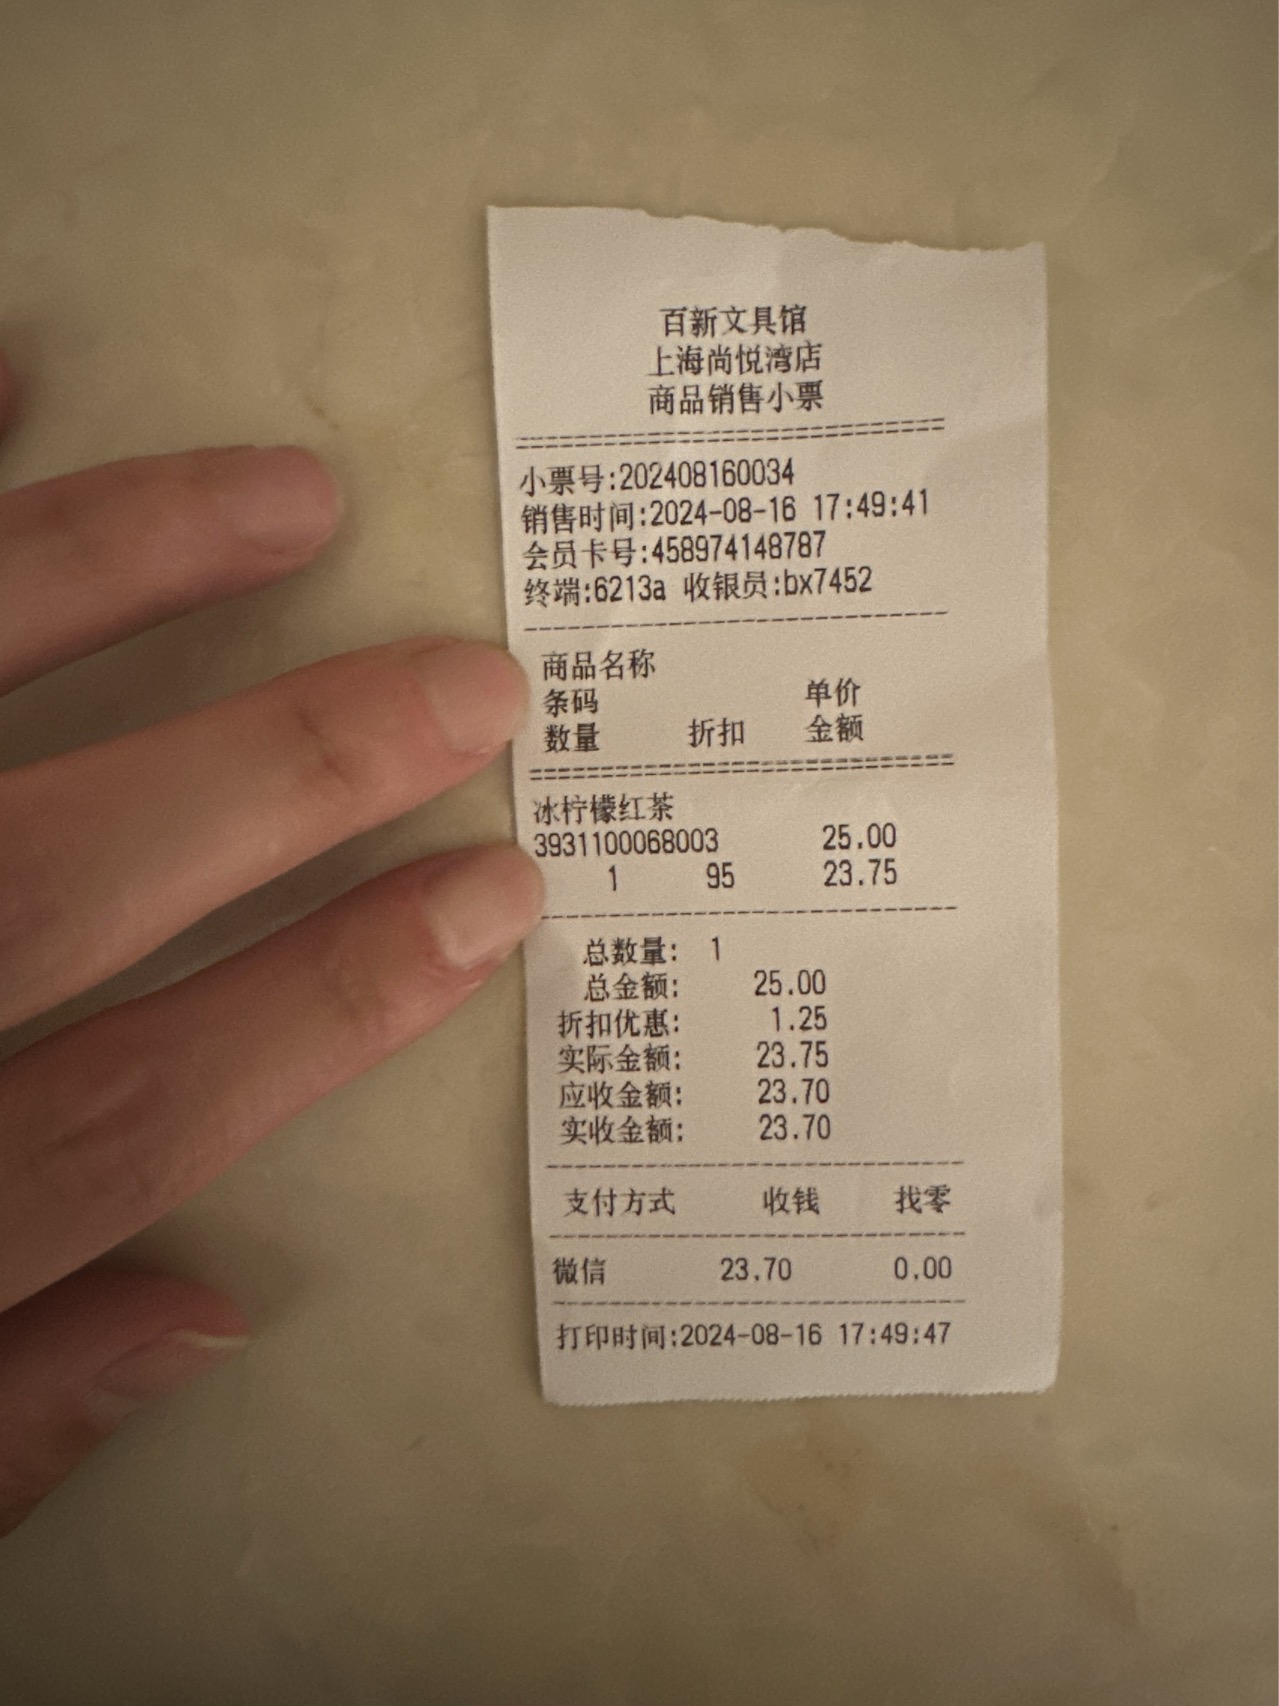 百新文具馆
上海尚悦湾店
商品销售小票
================================
小票号:202408160034
销售时间:2024-08-16 17:49:41
会员卡号:458974148787
终端:6213a 收银员:bx7452
--------------------------------
商品名称
条码 单价
数量 折扣 金额
================================
冰柠檬红茶
3931100068003 25.00
1 95 23.75
--------------------------------
总数量: 1
总金额: 25.00
折扣优惠: 1.25
实际金额: 23.75
应收金额: 23.70
实收金额: 23.70
--------------------------------
支付方式 收钱 找零
--------------------------------
微信 23.70 0.00
--------------------------------
打印时间:2024-08-16 17:49:47